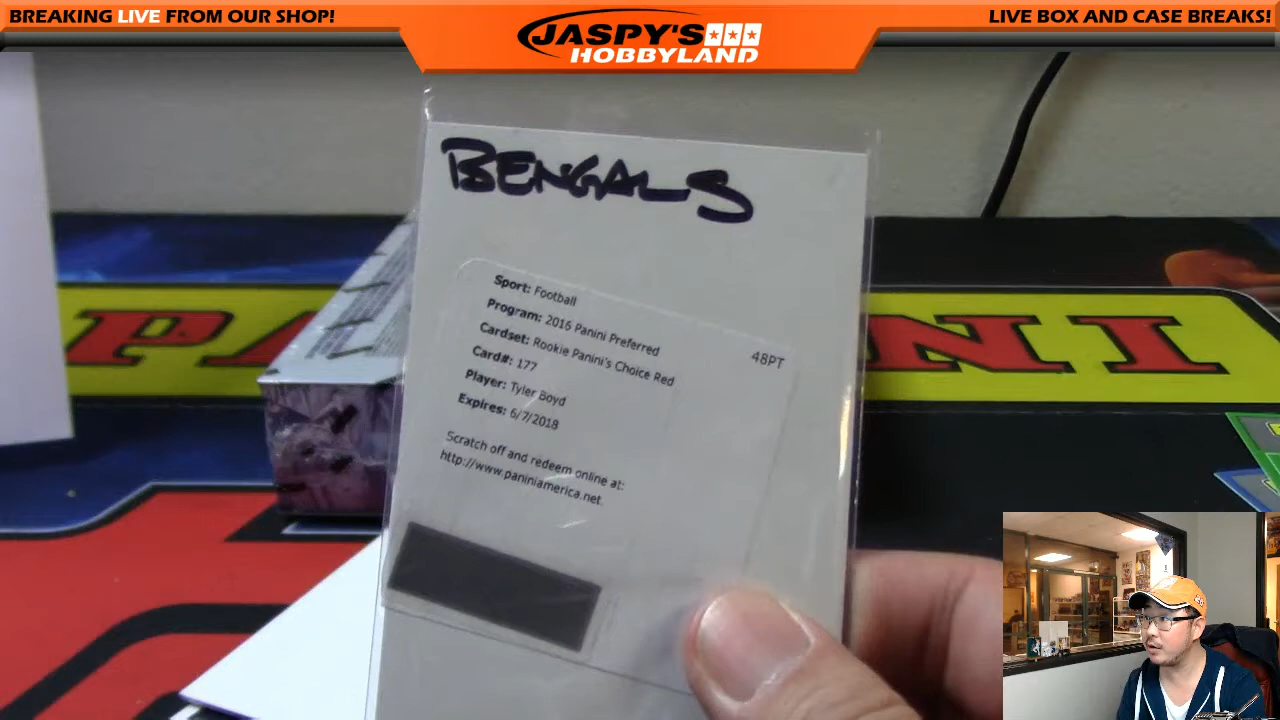 BREAKING LIVE FROM OUR SHOP!
JASPY'S
HOBBYLAND
LIVE BOX AND CASE BREAKS!
BENGALS
Sport: Football
Program: 2016 Panini Preferred
Cardset: Rookie Panini's Choice Red
48PT
Card#: 177
Player: Tyler Boyd
Expires: 6/7/2018
Scratch off and redeem online at:
http://www.paniniamerica.net.
PANINI